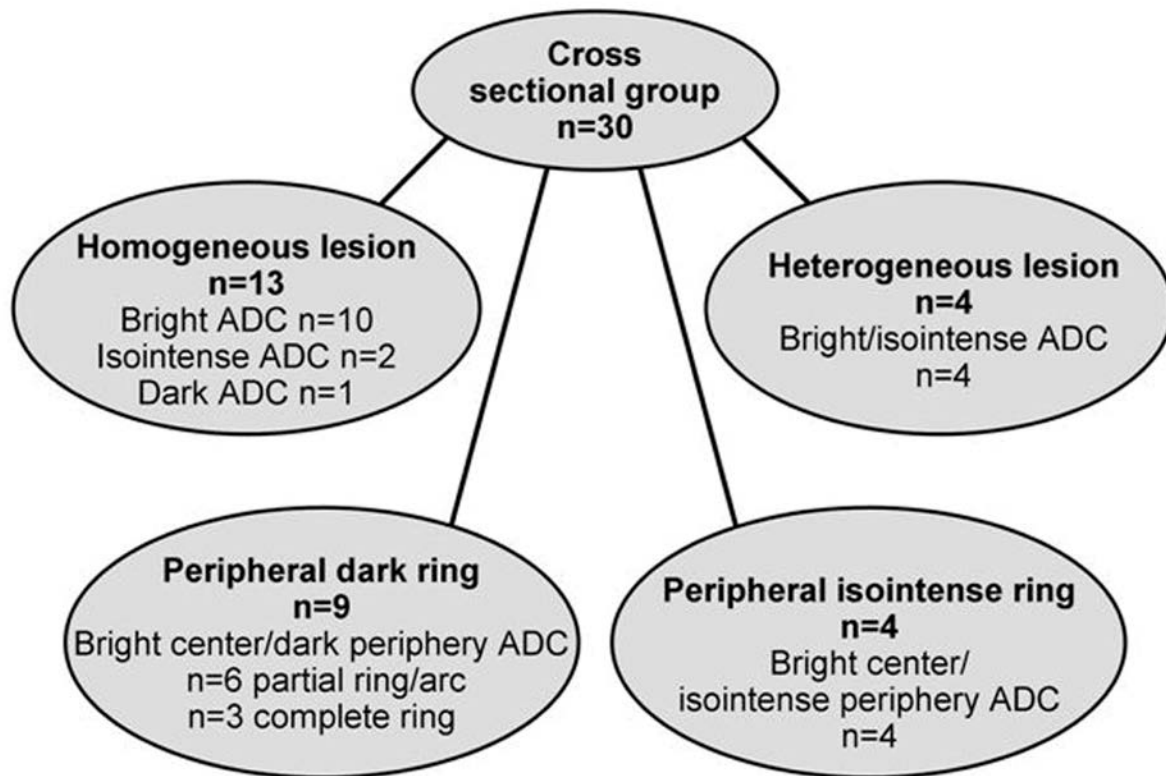 Cross
sectional group
n=30
Homogeneous lesion
n=13
Bright ADC n=10
Isointense ADC n=2
Dark ADC n=1
Heterogeneous lesion
n=4
Bright/isointense ADC
n=4
Peripheral dark ring
n=9
Bright center/dark periphery ADC
n=6 partial ring/arc
n=3 complete ring
Peripheral isointense ring
n=4
Bright center/
isointense periphery ADC
n=4